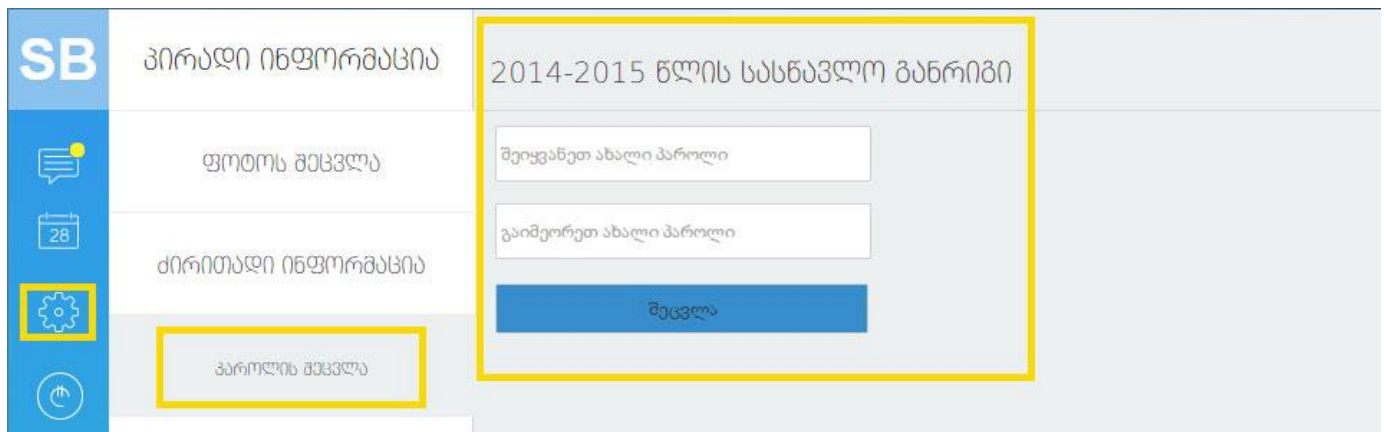 SB
28
პირადი ინფორმაცია
ფოტოს შეცვლა
ძირითადი ინფორმაცია
პაროლის შეცვლა
2014-2015 წლის სასწავლო განრიგი
შეიყვანეთ ახალი პაროლი
გაიმეორეთ ახალი პაროლი
შეცვლა